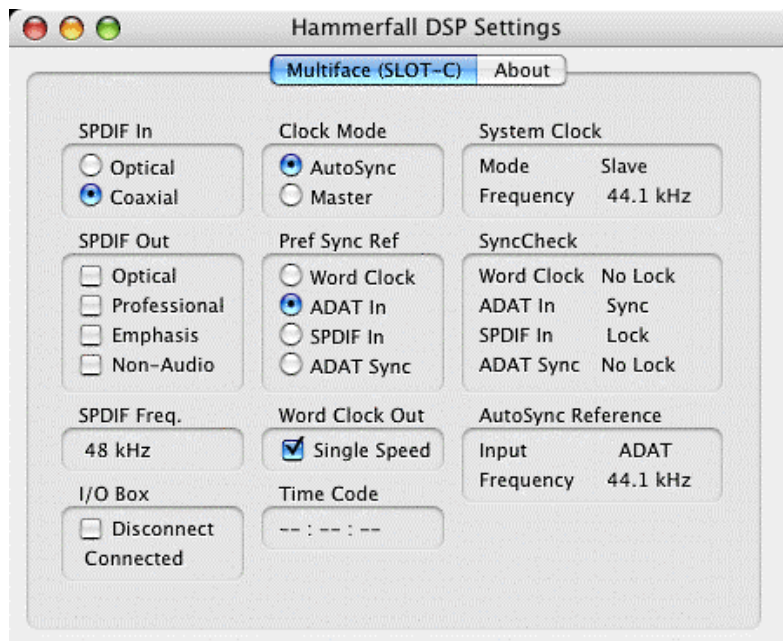 Hammerfall DSP Settings
Multiface (SLOT-C)
About
SPDIF In
Optical
Coaxial
Clock Mode
AutoSync
Master
System Clock
Mode Slave
Frequency 44.1 kHz
SPDIF Out
Optical
Professional
Emphasis
Non-Audio
Pref Sync Ref
Word Clock
ADAT In
SPDIF In
ADAT Sync
SyncCheck
Word Clock No Lock
ADAT In Sync
SPDIF In Lock
ADAT Sync No Lock
SPDIF Freq.
48 kHz
Word Clock Out
Single Speed
AutoSync Reference
Input ADAT
Frequency 44.1 kHz
I/O Box
Disconnect
Connected
Time Code
-- : -- : --